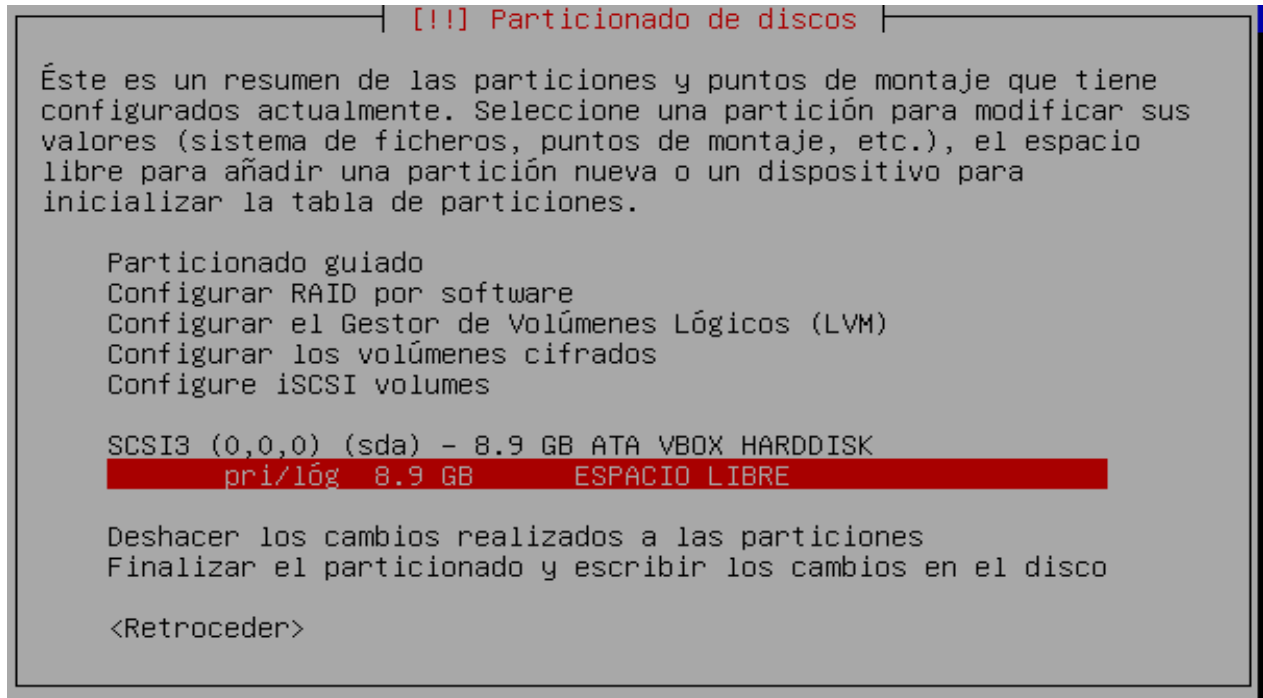 [!!] Particionado de discos
Éste es un resumen de las particiones y puntos de montaje que tiene
configurados actualmente. Seleccione una partición para modificar sus
valores (sistema de ficheros, puntos de montaje, etc.), el espacio
libre para añadir una partición nueva o un dispositivo para
inicializar la tabla de particiones.
Particionado guiado
Configurar RAID por software
Configurar el Gestor de Volúmenes Lógicos (LVM)
Configurar los volúmenes cifrados
Configure iSCSI volumes
SCSI3 (0,0,0) (sda) – 8.9 GB ATA VBOX HARDDISK
pri/lóg 8.9 GB ESPACIO LIBRE
Deshacer los cambios realizados a las particiones
Finalizar el particionado y escribir los cambios en el disco
<Retroceder>